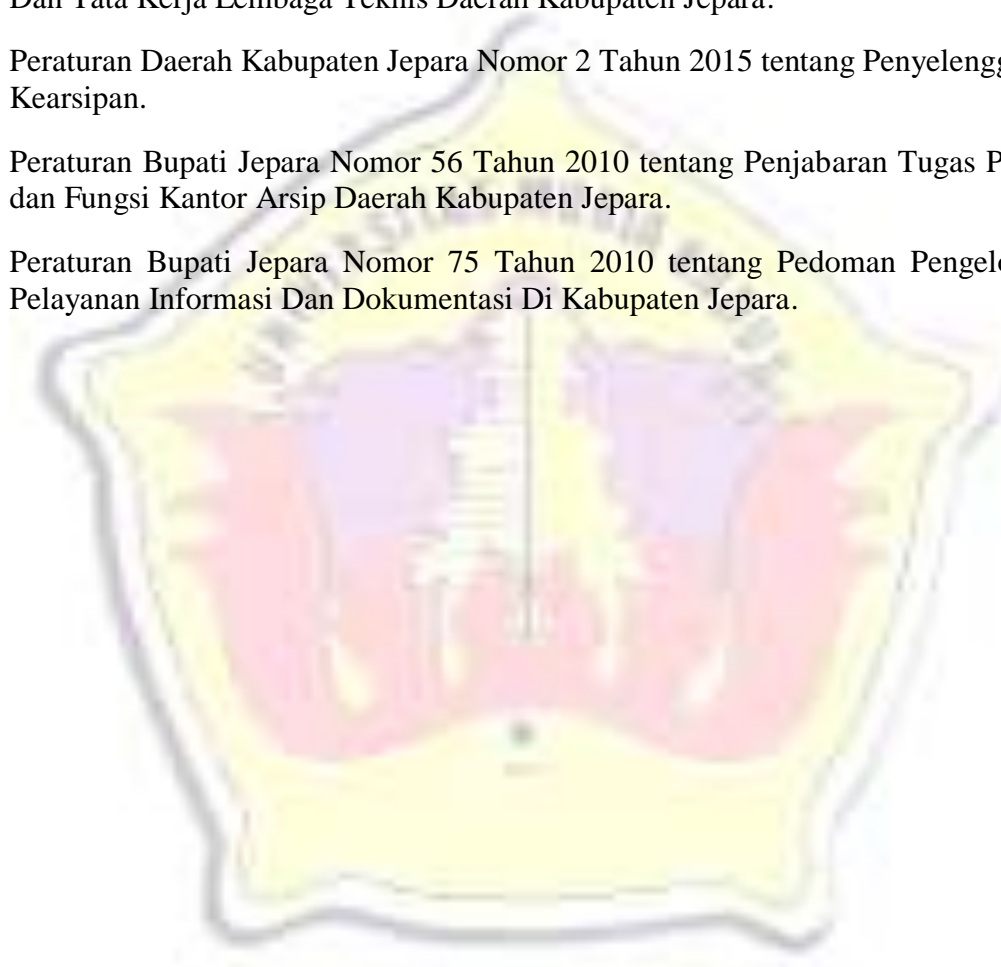 Dan Tata Kerja Lembaga Teknis Daerah Kabupaten Jepara.
Peraturan Daerah Kabupaten Jepara Nomor 2 Tahun 2015 tentang Penyelengg
Kearsipan.
Peraturan Bupati Jepara Nomor 56 Tahun 2010 tentang Penjabaran Tugas P
dan Fungsi Kantor Arsip Daerah Kabupaten Jepara.
Peraturan Bupati Jepara Nomor 75 Tahun 2010 tentang Pedoman Pengelo
Pelayanan Informasi Dan Dokumentasi Di Kabupaten Jepara.